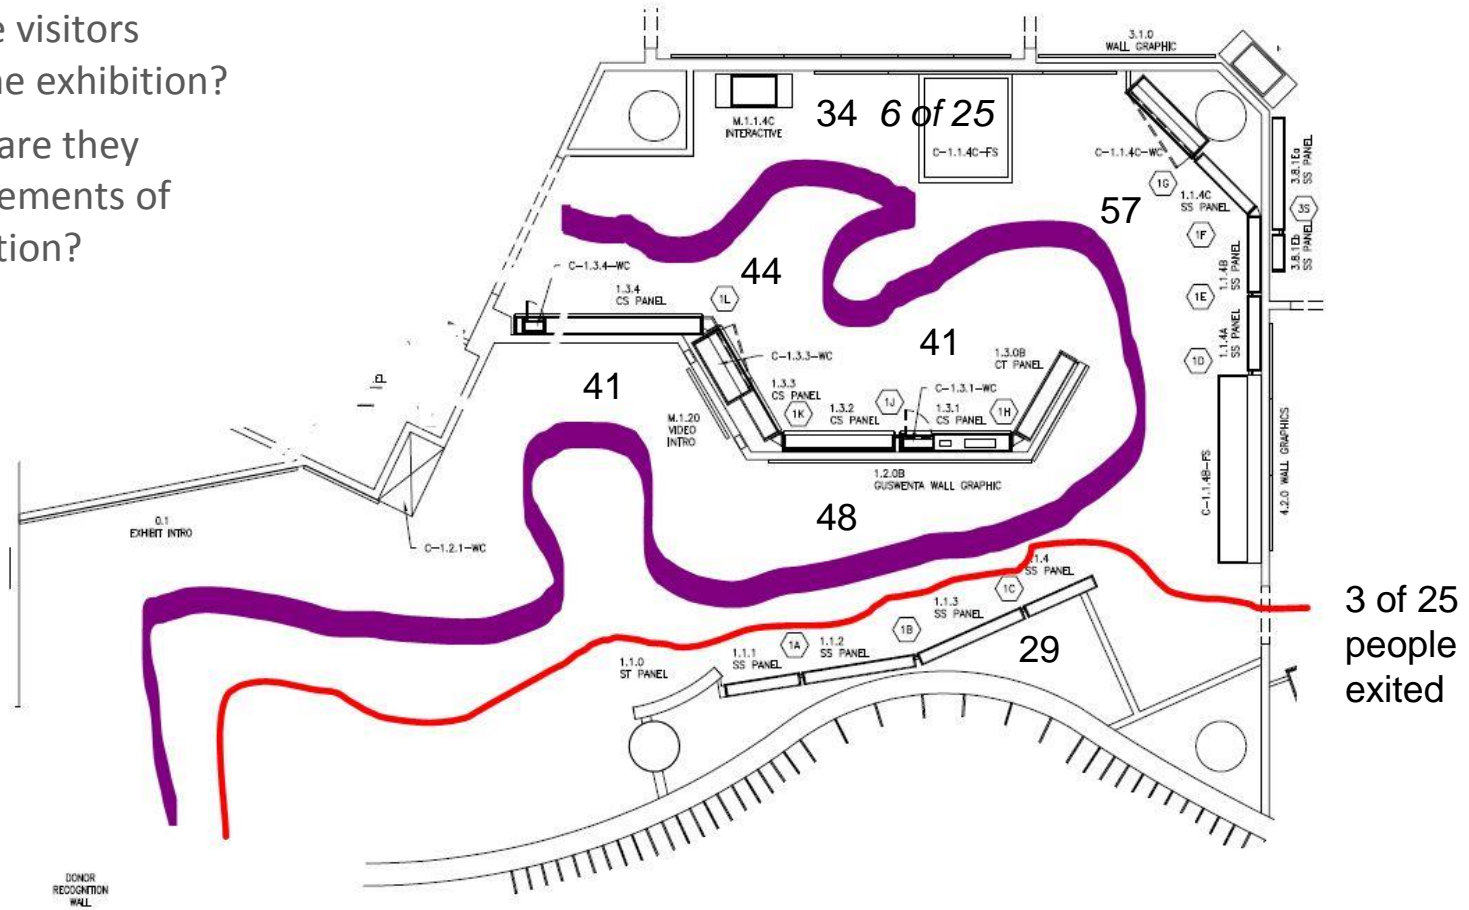 e visitors
ne exhibition?
are they
ements of
tion?
3.1.0
WALL GRAPHIC
M.1.1.4C
INTERACTIVE
34 6 of 25
C-1.1.4C-FS
C-1.1.4C-WC
1G
1.1.4C
SS PANEL
3.8.1Ea
SS PANEL
3S
3.8.1Eb
SS PANEL
57
1F
1.1.4B
SS PANEL
1E
1.1.4A
SS PANEL
1D
C-1.3.4-WC
1.3.4
CS PANEL
1L
44
41
C-1.3.3-WC
1.3.3
CS PANEL
1K
1.3.2
CS PANEL
1J
C-1.3.1-WC
1.3.1
CS PANEL
1H
1.3.0B
CT PANEL
41
M.1.20
VIDEO
INTRO
1.2.0B
GUSWENTA WALL GRAPHIC
C-1.1.4B-FS
4.2.0 WALL GRAPHICS
48
0.1
EXHIBIT INTRO
C-1.2.1-WC
1.1.4
SS PANEL
1C
1.1.3
SS PANEL
1B
1.1.2
SS PANEL
1A
1.1.1
SS PANEL
1.1.0
ST PANEL
29
3 of 25
people
exited
DONOR
RECOGNITION
WALL